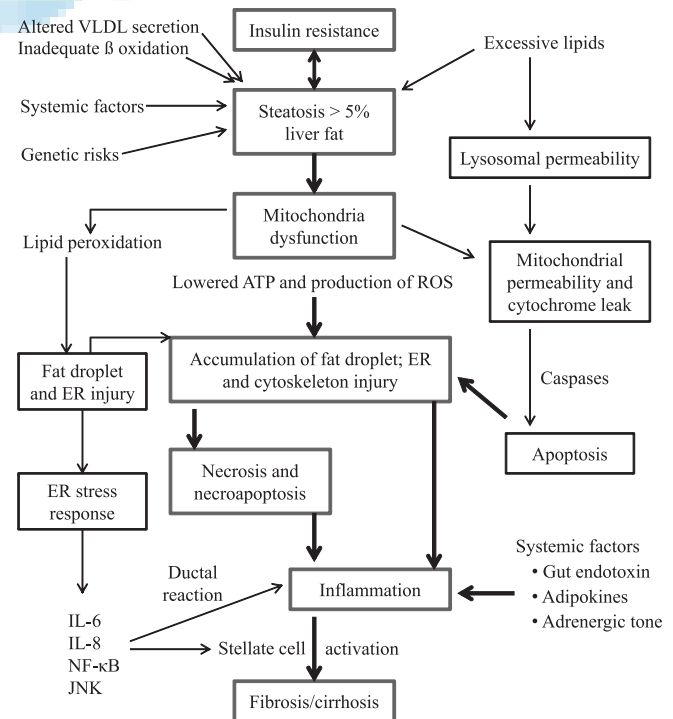 Altered VLDL secretion
Inadequate ß oxidation
Insulin resistance
Excessive lipids
Systemic factors
Steatosis > 5%
liver fat
Genetic risks
Lysosomal permeability
Mitochondria
dysfunction
Lipid peroxidation
Mitochondrial
permeability and
cytochrome leak
Lowered ATP and production of ROS
Fat droplet
and ER injury
Accumulation of fat droplet; ER
and cytoskeleton injury
Caspases
Apoptosis
Necrosis and
necroapoptosis
ER stress
response
Systemic factors
• Gut endotoxin
• Adipokines
• Adrenergic tone
Ductal
reaction
Inflammation
IL-6
IL-8
NF-κB
JNK
Stellate cell activation
Fibrosis/cirrhosis